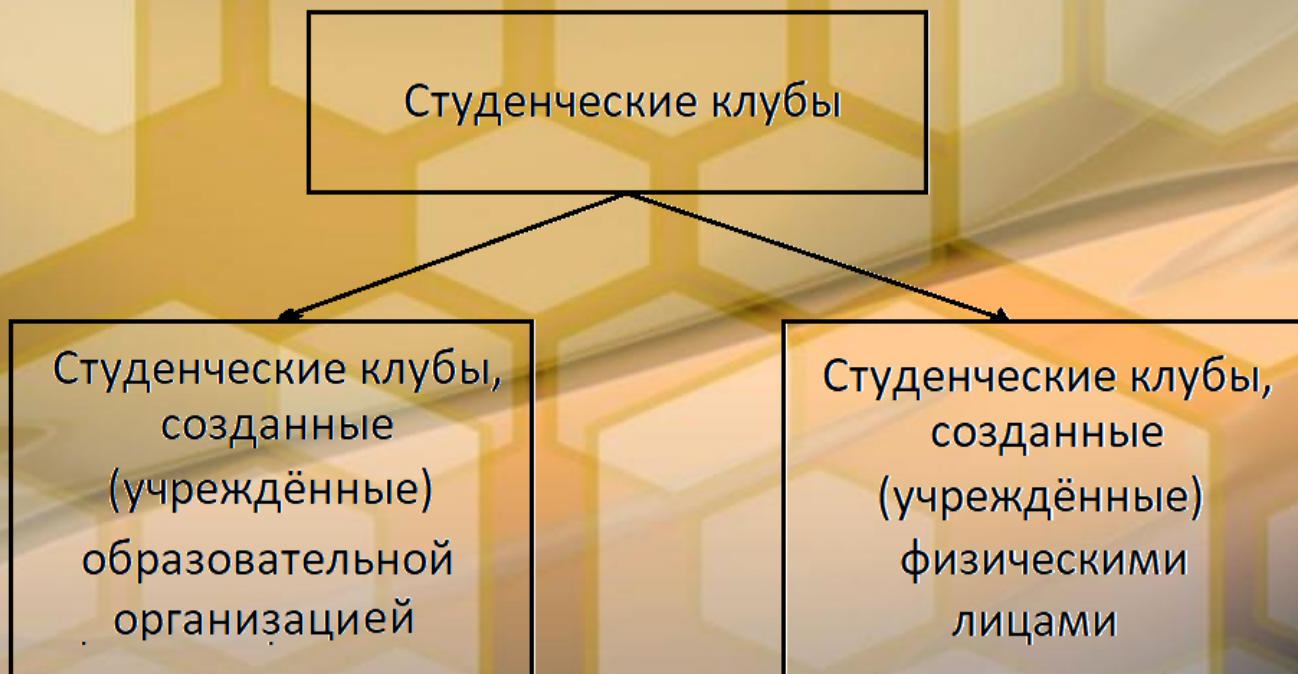 Студенческие клубы
Студенческие клубы,
созданные
(учреждённые)
образовательной
организацией
Студенческие клубы,
созданные
(учреждённые)
физическими
лицами